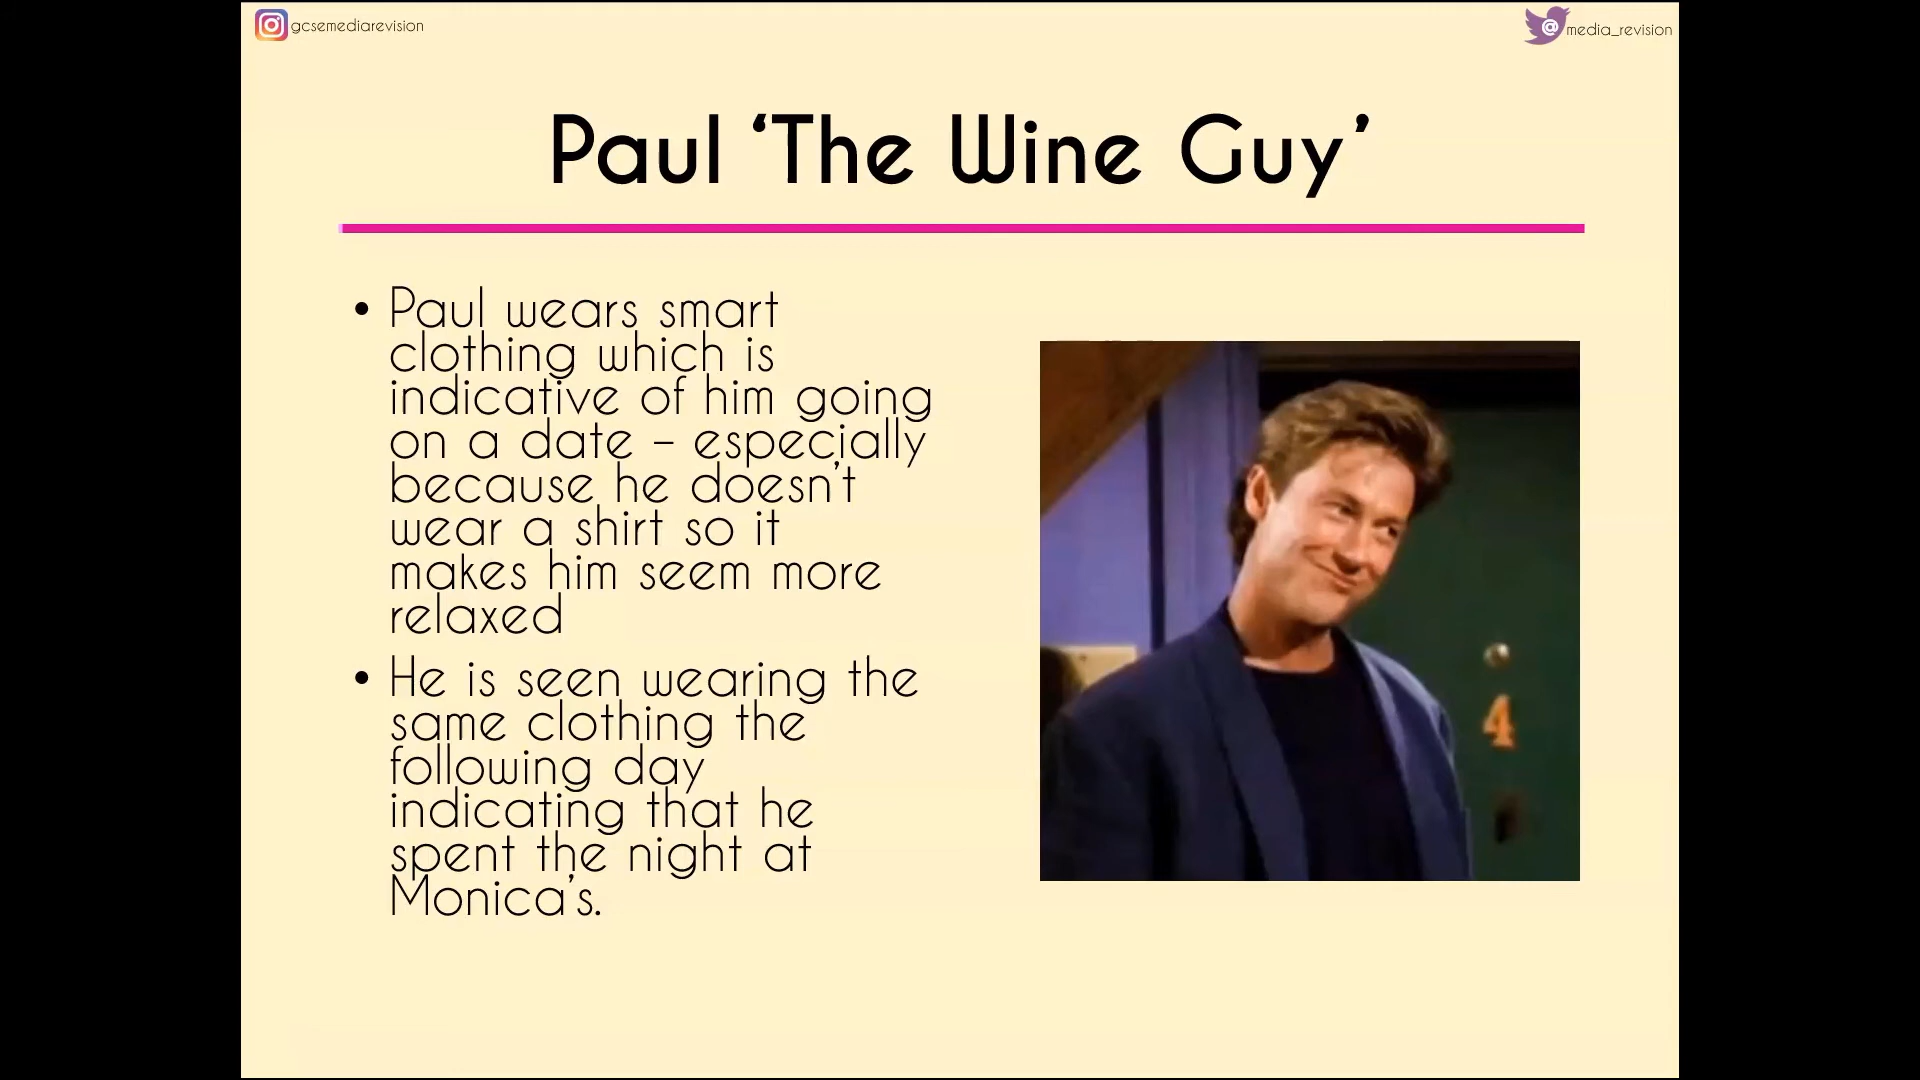 gcsemediarevision
@media_revision
Paul ‘The Wine Guy’
• Paul wears smart
clothing which is
indicative of him going
on a date – especially
because he doesn’t
wear a shirt so it
makes him seem more
relaxed
• He is seen wearing the
same clothing the
following day
indicating that he
spent the night at
Monica’s.
4